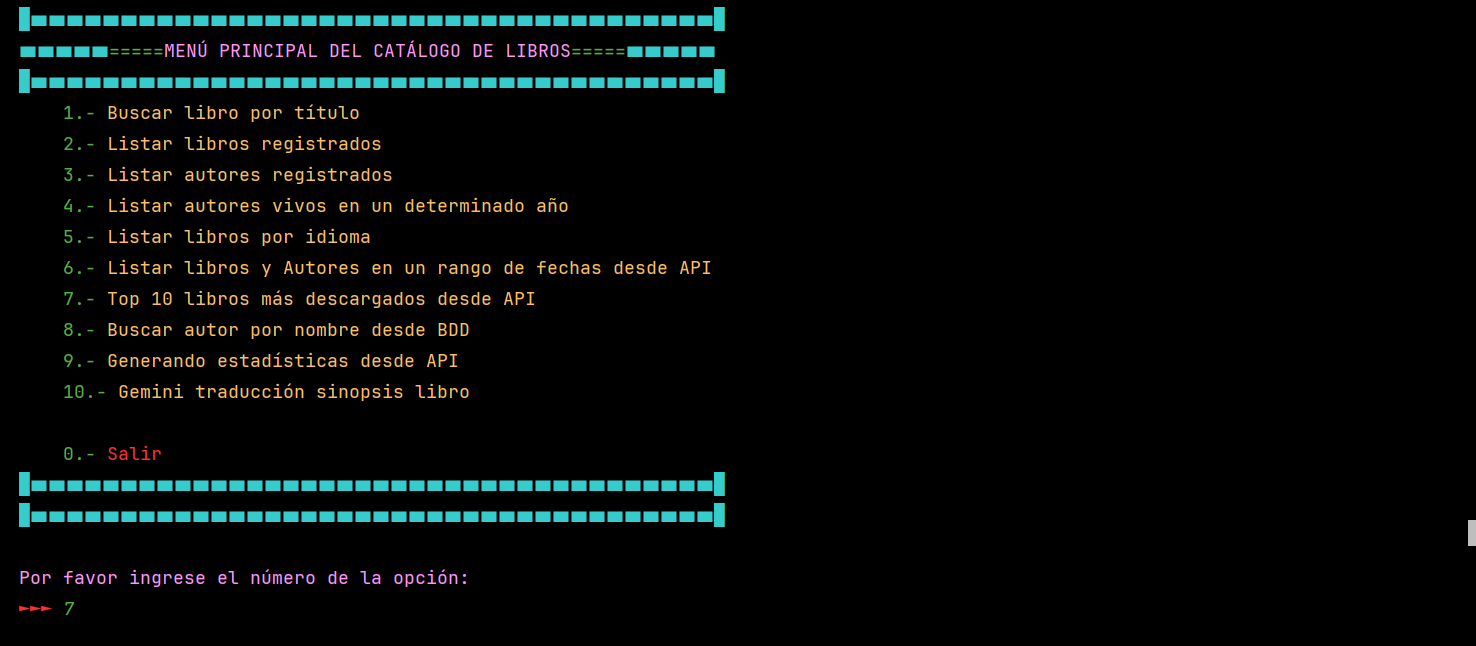 =====MENÚ PRINCIPAL DEL CATÁLOGO DE LIBROS=====
1.- Buscar libro por título
2.- Listar libros registrados
3.- Listar autores registrados
4.- Listar autores vivos en un determinado año
5.- Listar libros por idioma
6.- Listar libros y Autores en un rango de fechas desde API
7.- Top 10 libros más descargados desde API
8.- Buscar autor por nombre desde BDD
9.- Generando estadísticas desde API
10.- Gemini traducción sinopsis libro
0.- Salir
Por favor ingrese el número de la opción:
►►► 7